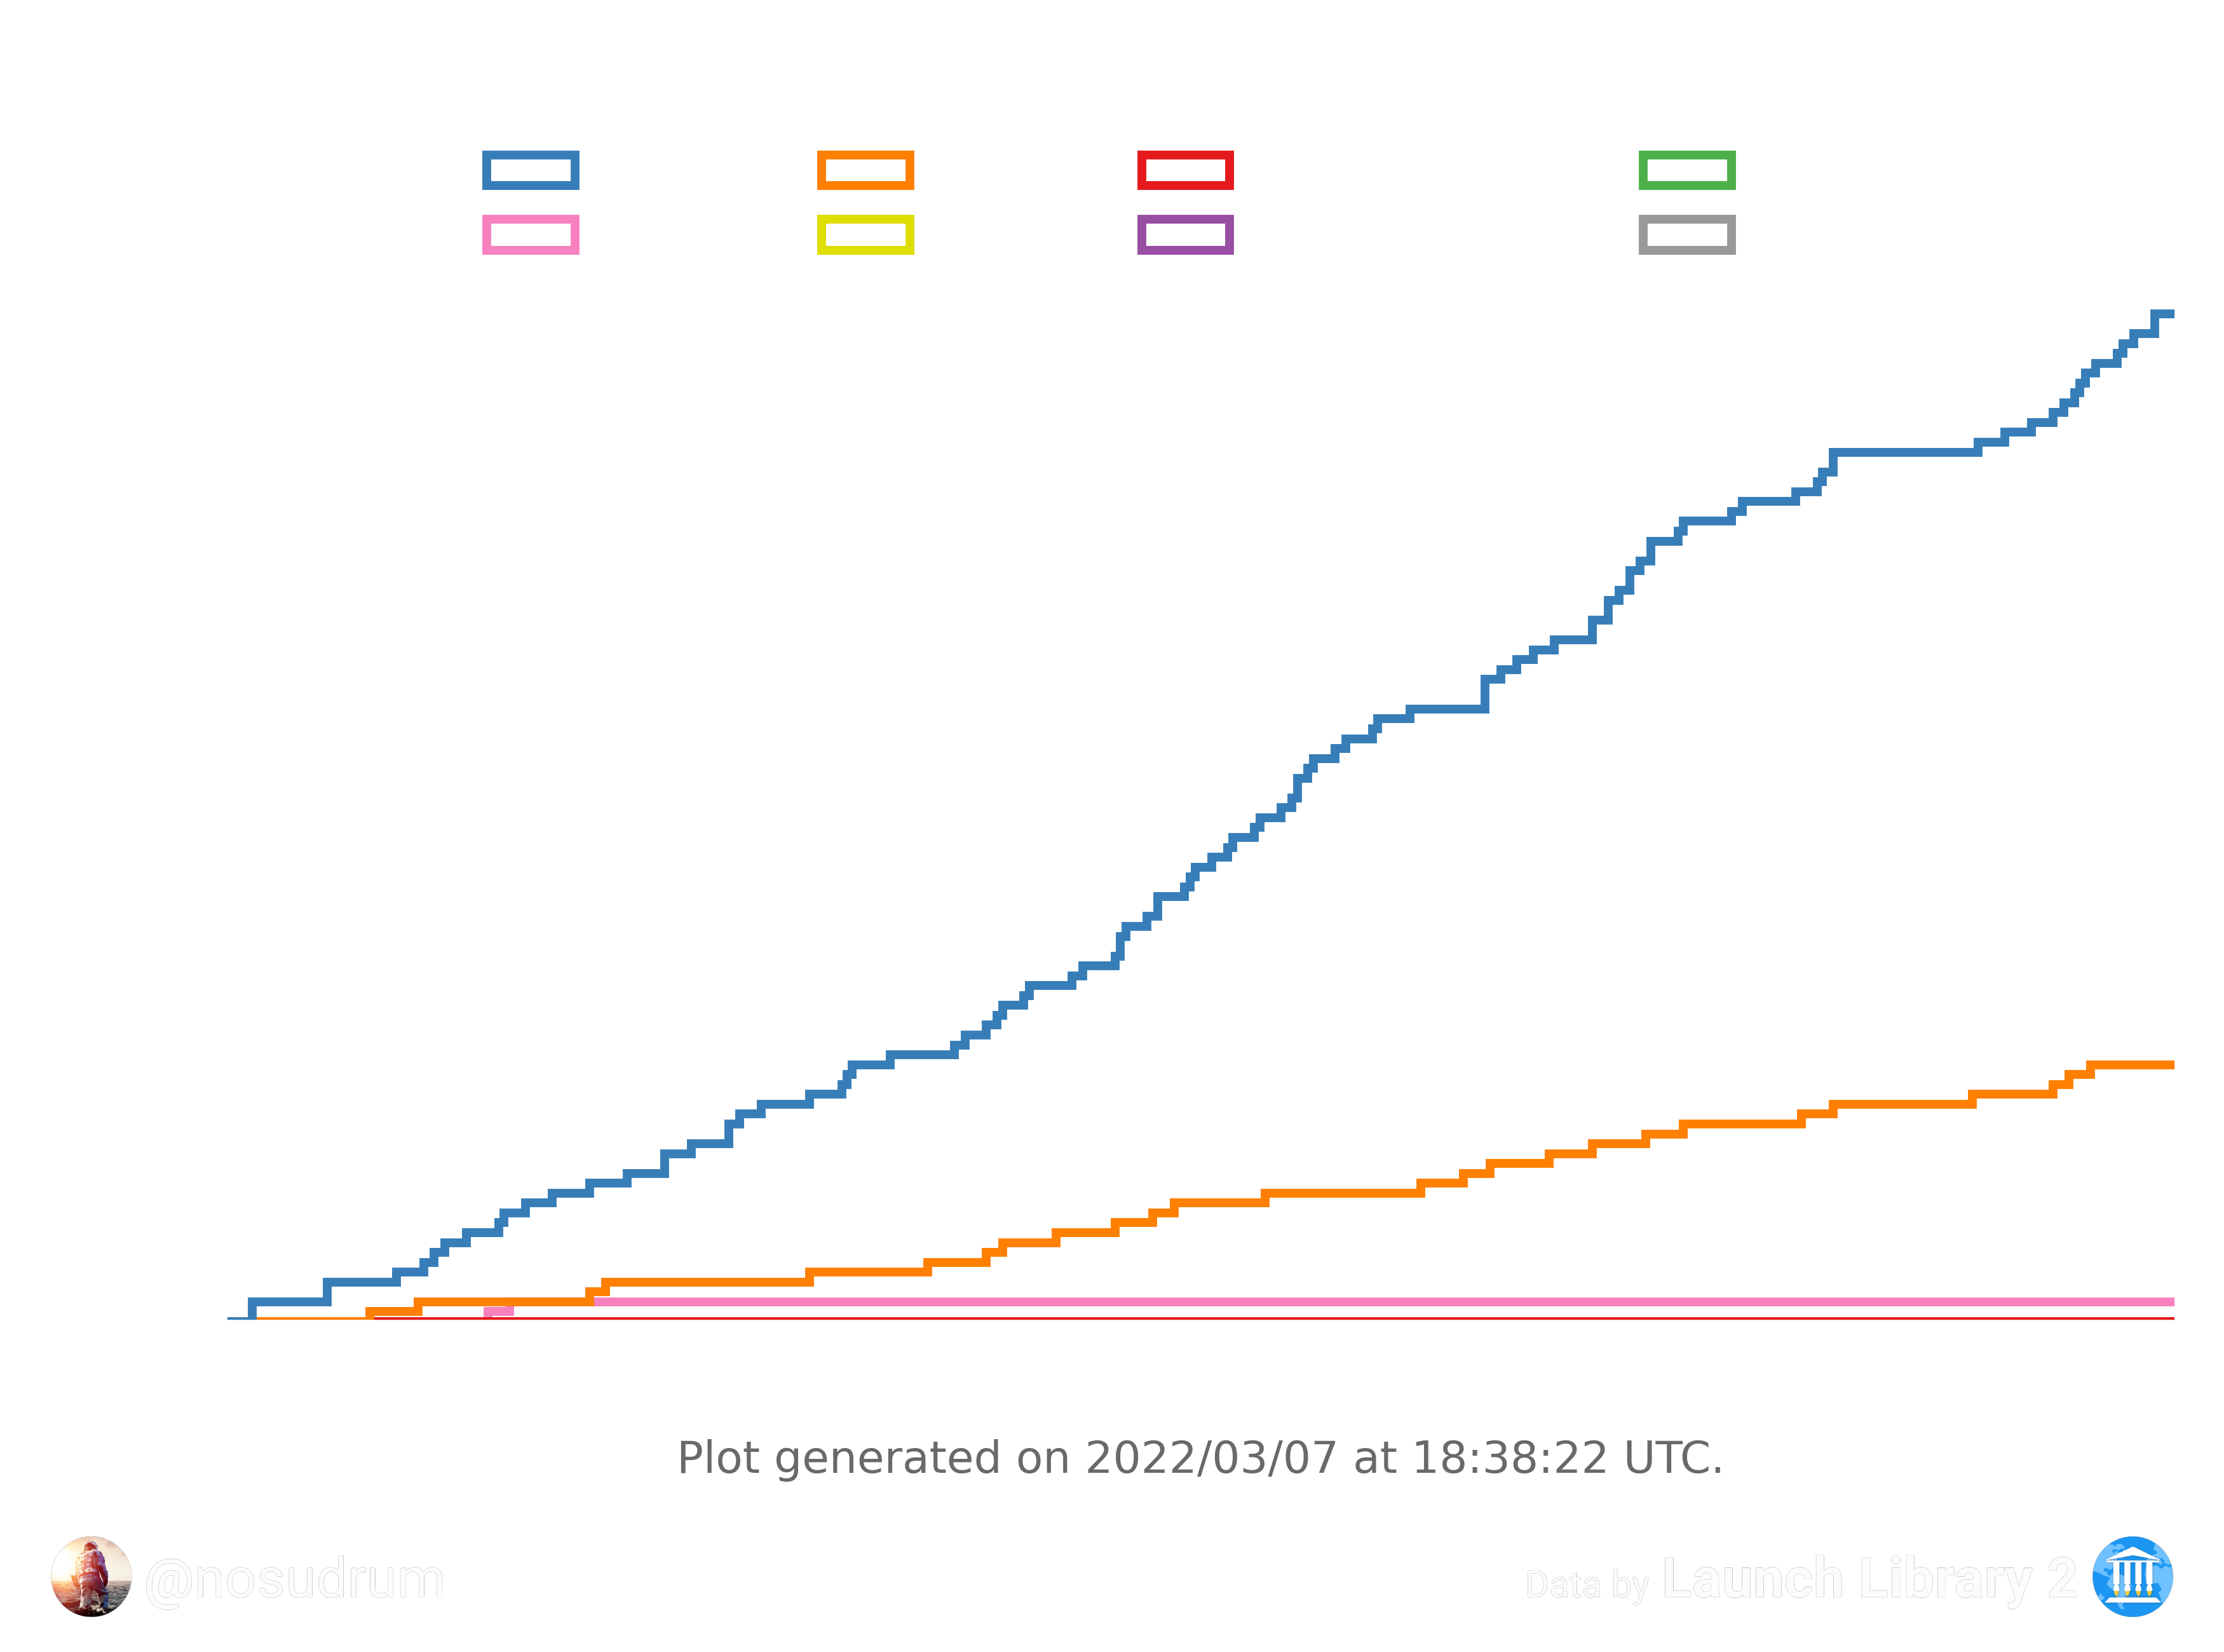 Plot generated on 2022/03/07 at 18:38:22 UTC.
@nosudrum
Data by Launch Library 2